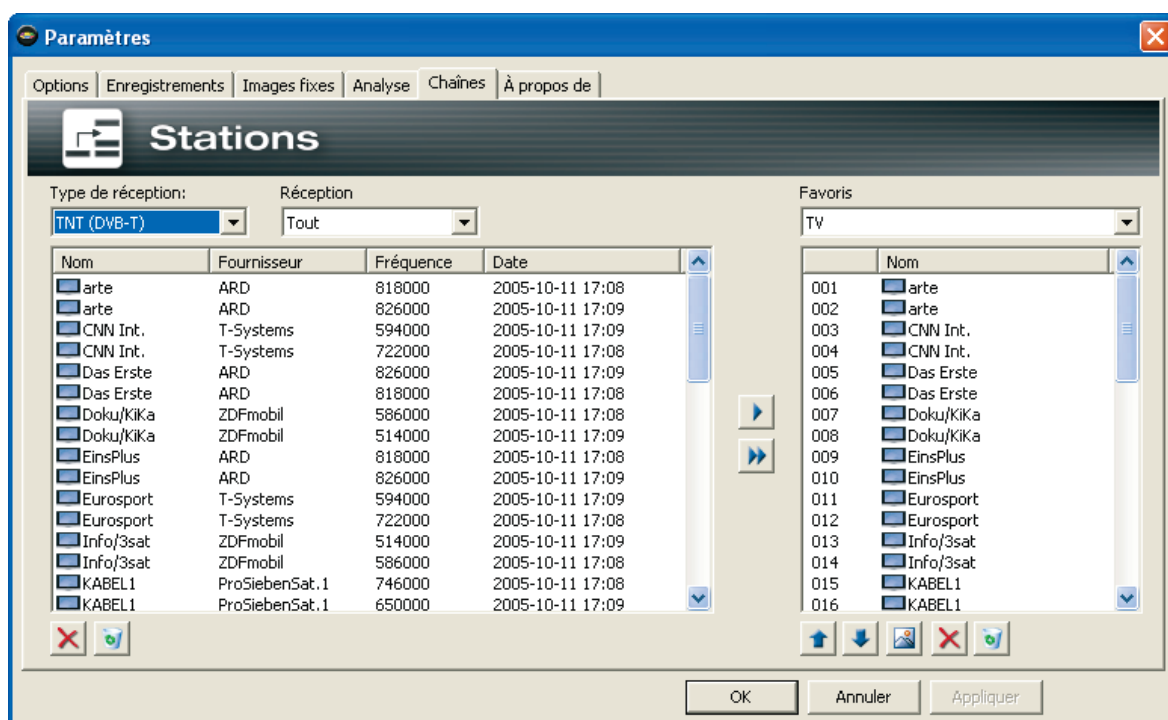 Paramètres
Options Enregistrements Images fixes Analyse Chaînes À propos de
Stations
Type de réception: Réception Favoris
TNT (DVB-T) Tout TV
Nom Fournisseur Fréquence Date Nom
arte ARD 818000 2005-10-11 17:08 001 arte
arte ARD 826000 2005-10-11 17:09 002 arte
CNN Int. T-Systems 594000 2005-10-11 17:09 003 CNN Int.
CNN Int. T-Systems 722000 2005-10-11 17:08 004 CNN Int.
Das Erste ARD 826000 2005-10-11 17:09 005 Das Erste
Das Erste ARD 818000 2005-10-11 17:08 006 Das Erste
Doku/KiKa ZDFmobil 586000 2005-10-11 17:08 007 Doku/KiKa
Doku/KiKa ZDFmobil 514000 2005-10-11 17:09 008 Doku/KiKa
EinsPlus ARD 818000 2005-10-11 17:08 009 EinsPlus
EinsPlus ARD 826000 2005-10-11 17:09 010 EinsPlus
Eurosport T-Systems 594000 2005-10-11 17:09 011 Eurosport
Eurosport T-Systems 722000 2005-10-11 17:08 012 Eurosport
Info/3sat ZDFmobil 514000 2005-10-11 17:09 013 Info/3sat
Info/3sat ZDFmobil 586000 2005-10-11 17:08 014 Info/3sat
KABEL1 ProSiebenSat.1 746000 2005-10-11 17:08 015 KABEL1
KABEL1 ProSiebenSat.1 650000 2005-10-11 17:09 016 KABEL1
OK Annuler Appliquer